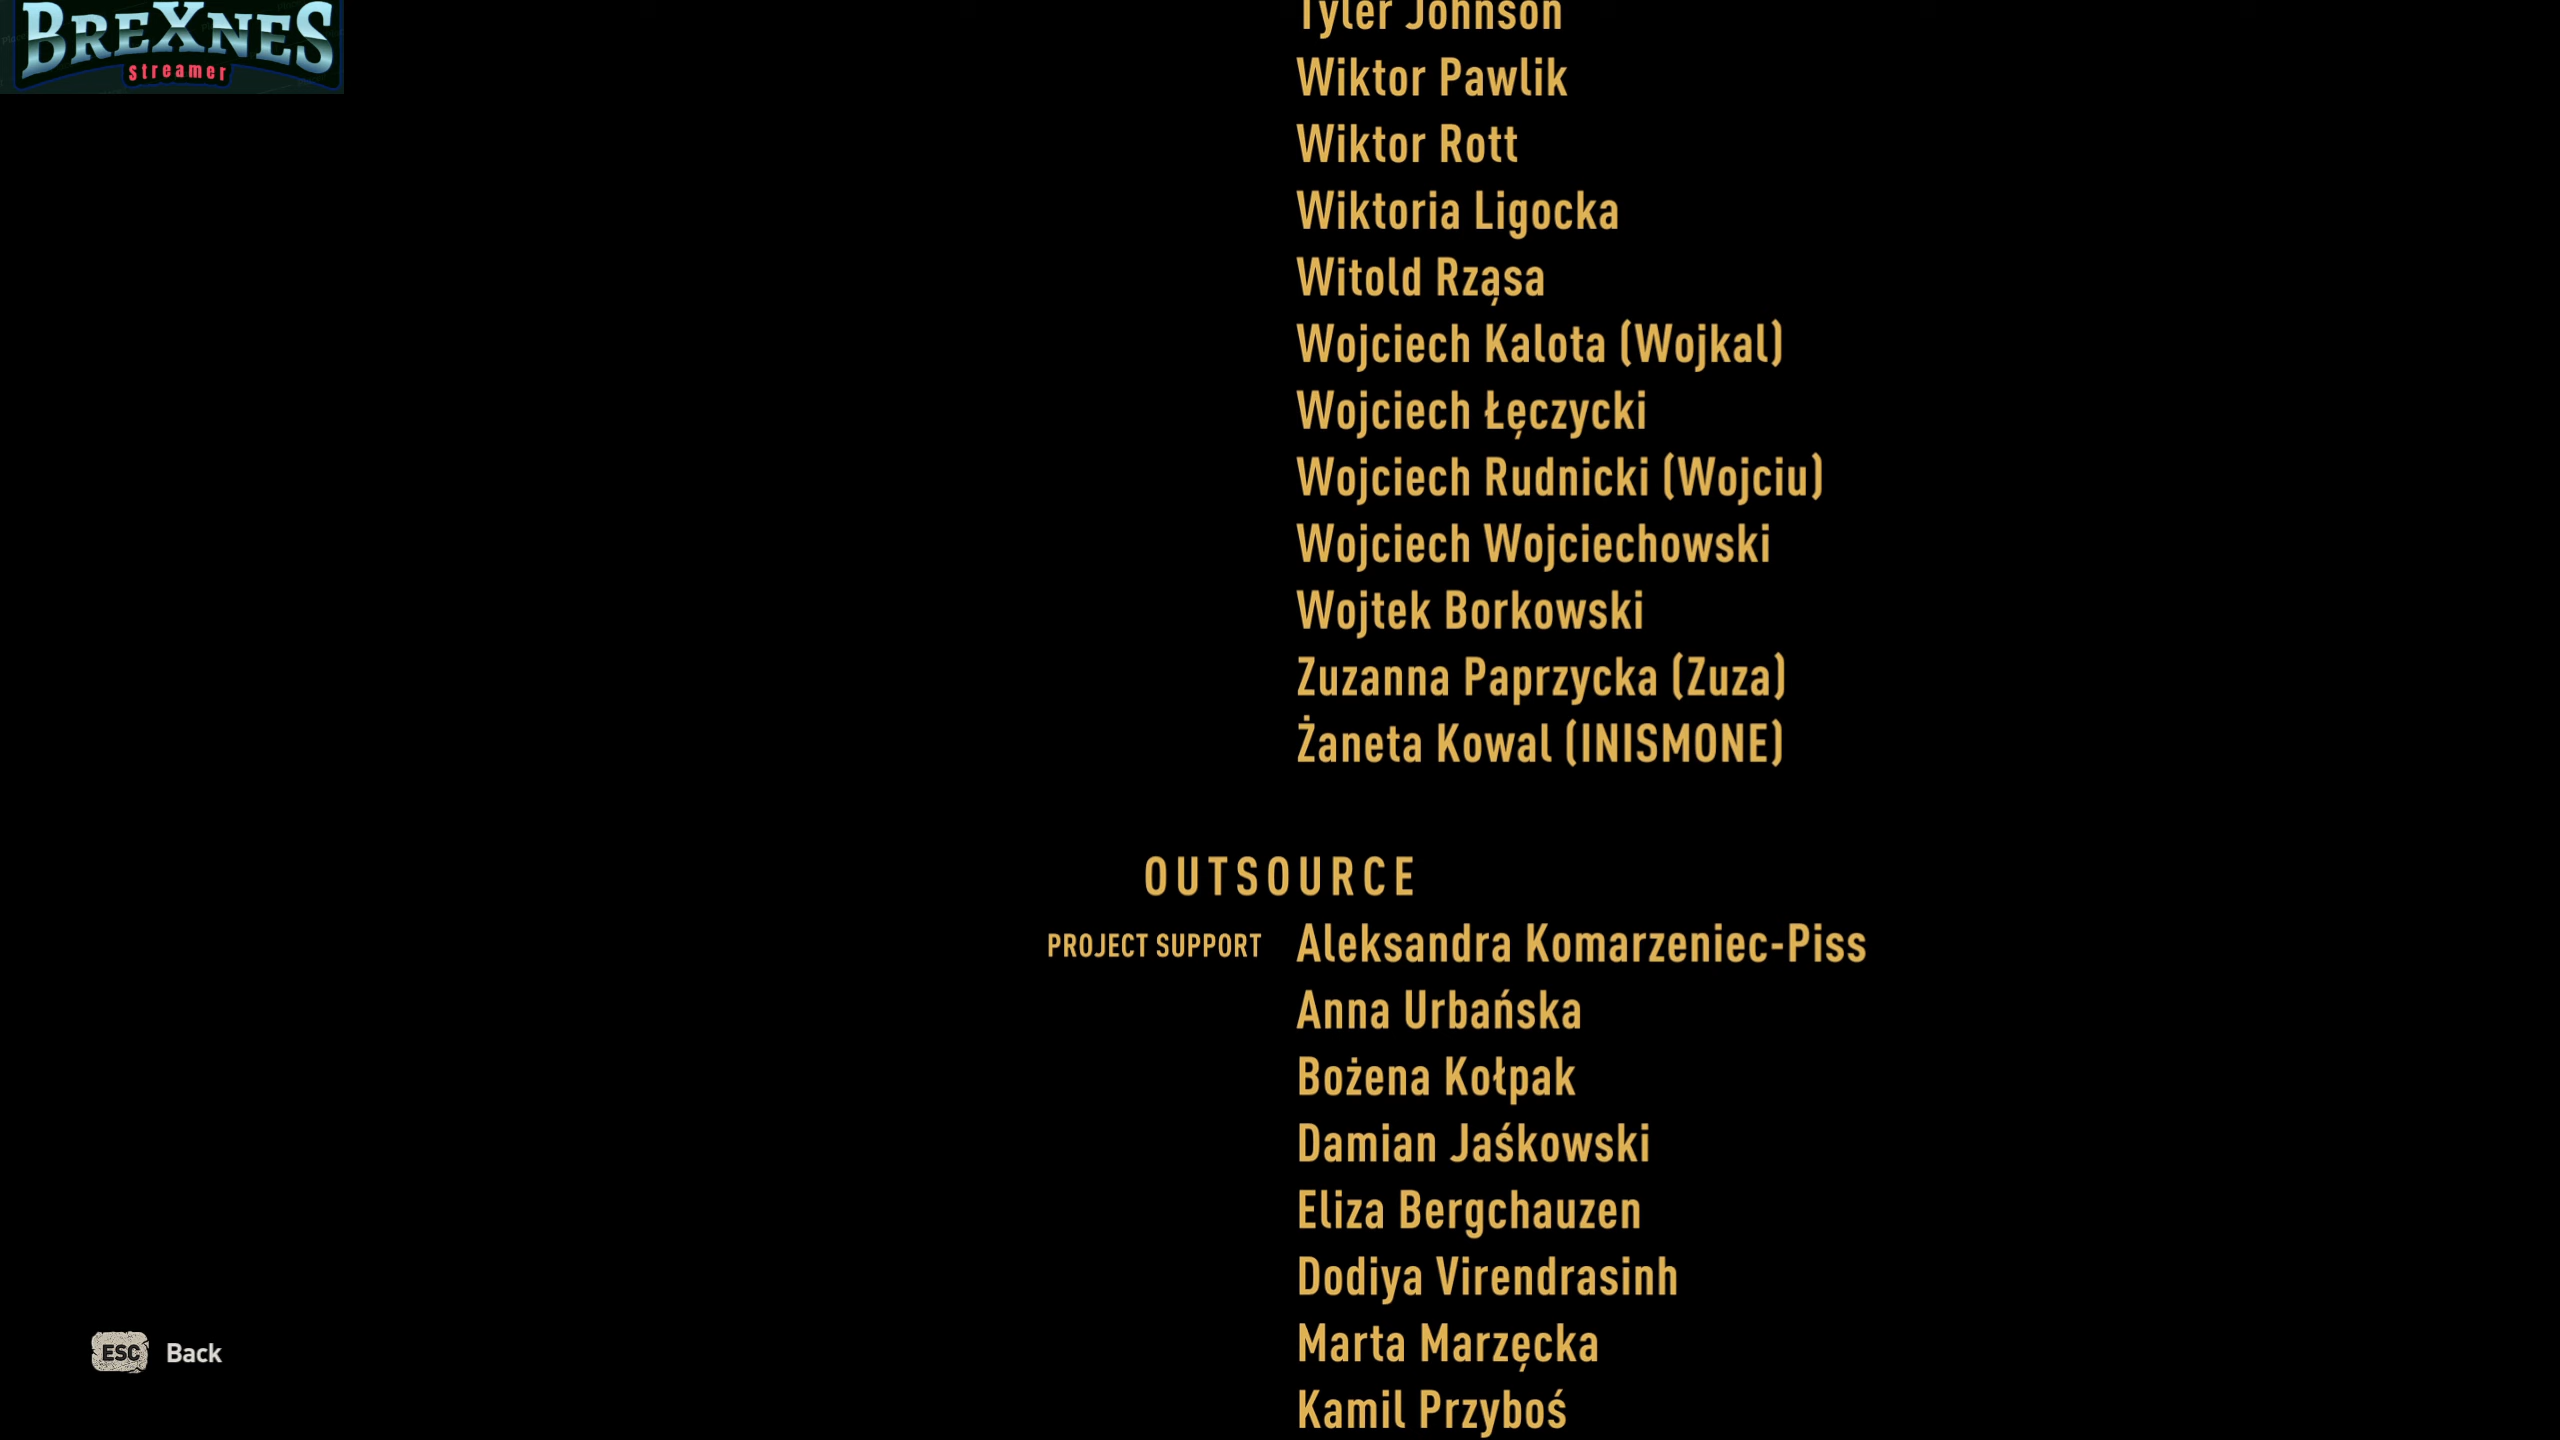 BREXNES
streamer
Tyler Johnson
Wiktor Pawlik
Wiktor Rott
Wiktoria Ligocka
Witold Rząsa
Wojciech Kalota (Wojkal)
Wojciech Łęczycki
Wojciech Rudnicki (Wojciu)
Wojciech Wojciechowski
Wojtek Borkowski
Zuzanna Paprzycka (Zuza)
Żaneta Kowal (INISMONE)
OUTSOURCE
PROJECT SUPPORT Aleksandra Komarzeniec-Piss
Anna Urbańska
Bożena Kołpak
Damian Jaśkowski
Eliza Bergchauzen
Dodiya Virendrasinh
Marta Marzęcka
Kamil Przyboś
ESC Back